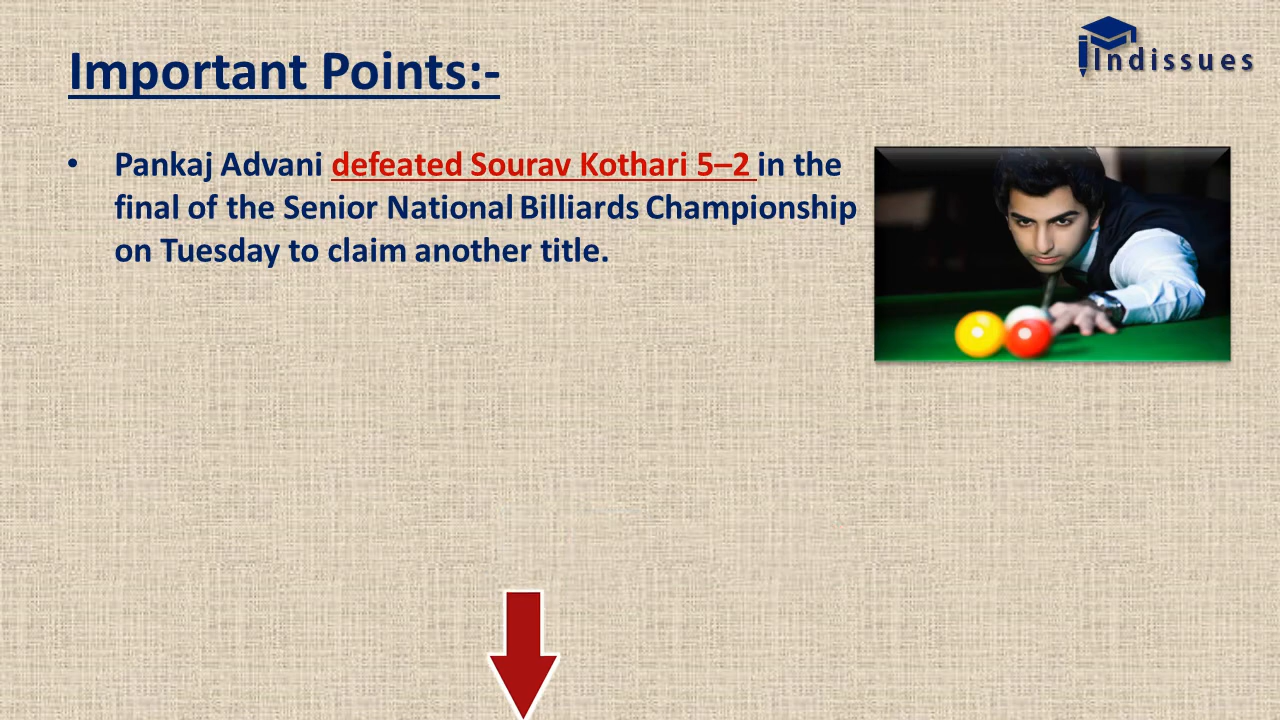 Important Points:-
Indissues
• Pankaj Advani defeated Sourav Kothari 5–2 in the
final of the Senior National Billiards Championship
on Tuesday to claim another title.